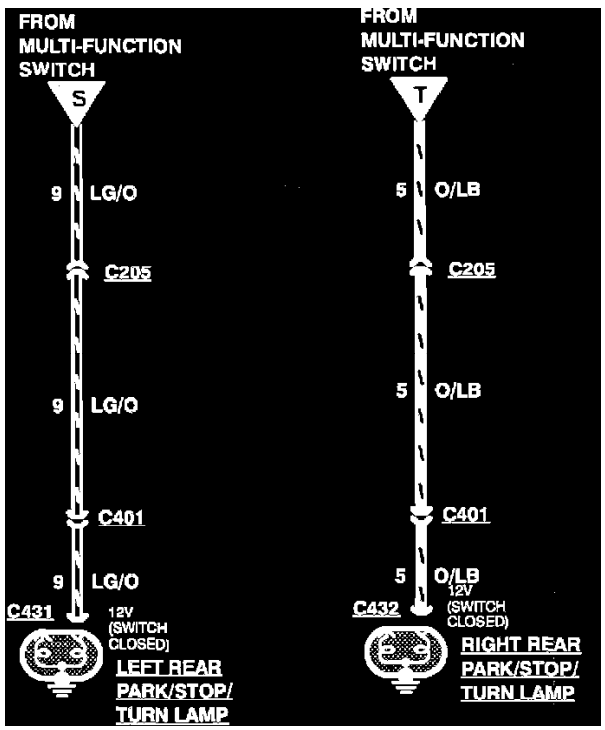 FROM
MULTI-FUNCTION
SWITCH
S
9 LG/O
C205
9 LG/O
C401
9 LG/O
C431
12V
(SWITCH
CLOSED)
LEFT REAR
PARK/STOP/
TURN LAMP
FROM
MULTI-FUNCTION
SWITCH
T
5 O/LB
C205
5 O/LB
C401
5 O/LB
C432
12V
(SWITCH
CLOSED)
RIGHT REAR
PARK/STOP/
TURN LAMP